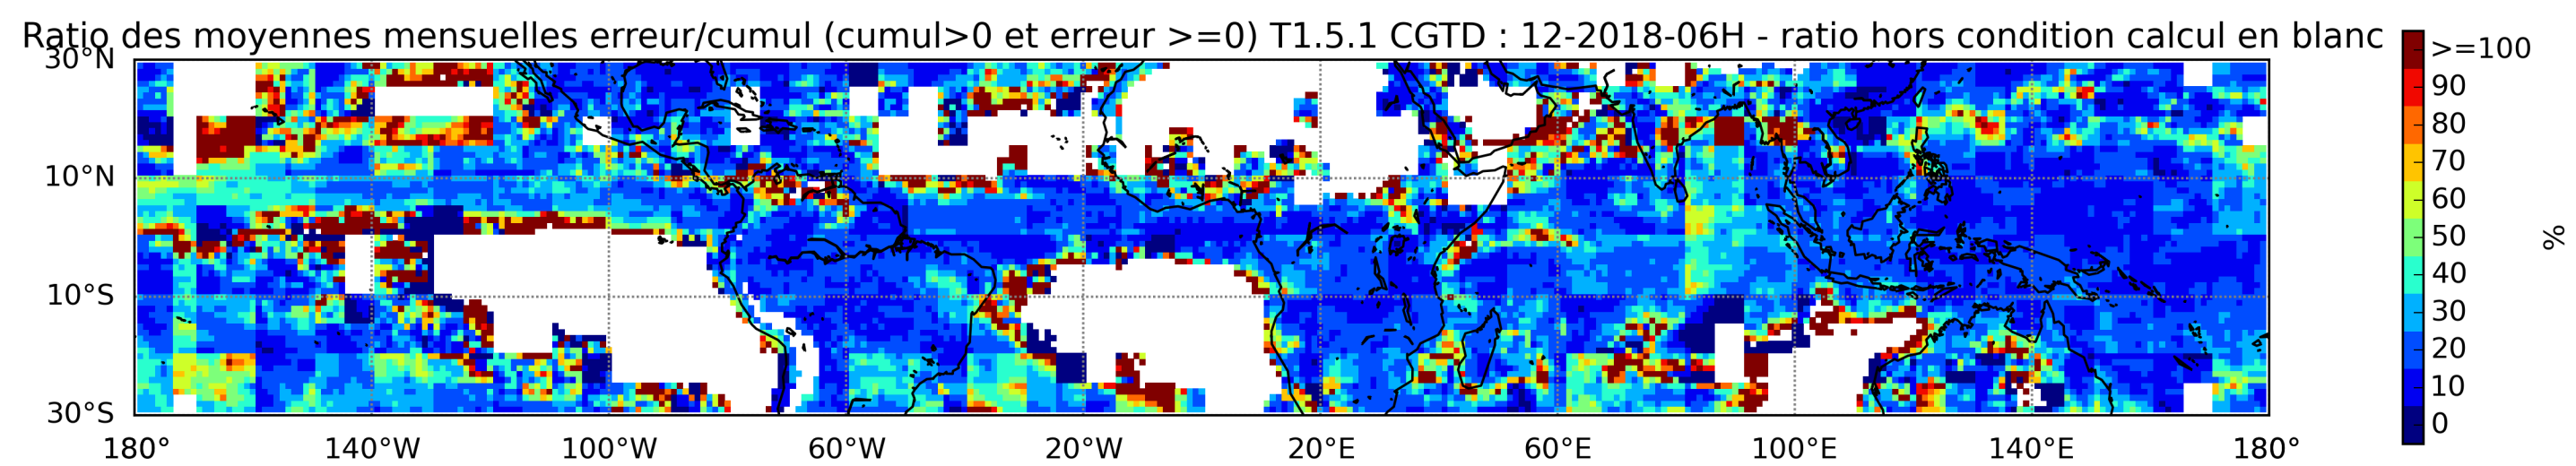 Ratio des moyennes mensuelles erreur/cumul (cumul>0 et erreur >=0) T1.5.1 CGTD : 12-2018-06H - ratio hors condition calcul en blanc
30°N
10°N
10°S
30°S
180° 140°W 100°W 60°W 20°W 20°E 60°E 100°E 140°E 180°
>=100
90
80
70
60
50
40
30
20
10
0
%